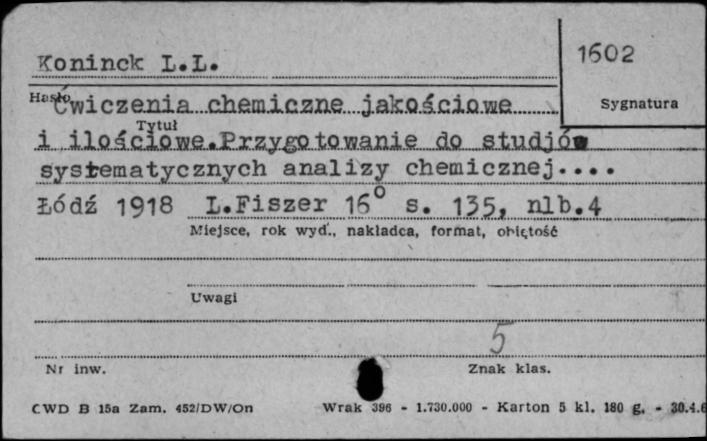 Koninck L.L.
1602
Hasło
Sygnatura
Ćwiczenia chemiczne jakościowe
Tytuł
i ilościowe.Przygotowanie do studjów
systematycznych analizy chemicznej....
Łódź 1918 L.Fiszer 16° s. 135, nlb.4
Miejsce, rok wyd., nakładca, format, objętość
Uwagi
5
Nr inw.
Znak klas.
CWD B 15a Zam. 452/DW/On
Wrak 396 - 1.730.000 - Karton 5 kl. 180 g. - 30.4.6